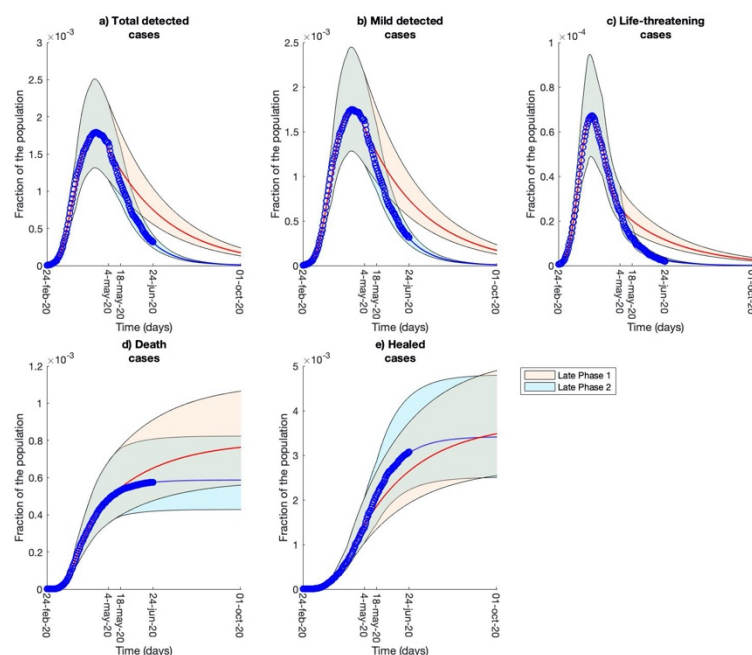 a) Total detected
cases
×10⁻³
3
2.5
2
1.5
1
0.5
0
Fraction of the population
24-feb-20
4-may-20
18-may-20
24-jun-20
01-oct-20
Time (days)
b) Mild detected
cases
×10⁻³
2.5
2
1.5
1
0.5
0
Fraction of the population
24-feb-20
4-may-20
18-may-20
24-jun-20
01-oct-20
Time (days)
c) Life-threatening
cases
×10⁻⁴
1
0.8
0.6
0.4
0.2
0
Fraction of the population
24-feb-20
4-may-20
18-may-20
24-jun-20
01-oct-20
Time (days)
d) Death
cases
×10⁻³
1.2
1
0.8
0.6
0.4
0.2
0
Fraction of the population
24-feb-20
4-may-20
18-may-20
24-jun-20
01-oct-20
Time (days)
e) Healed
cases
×10⁻³
5
4
3
2
1
0
Fraction of the population
24-feb-20
4-may-20
18-may-20
24-jun-20
01-oct-20
Time (days)
Late Phase 1
Late Phase 2